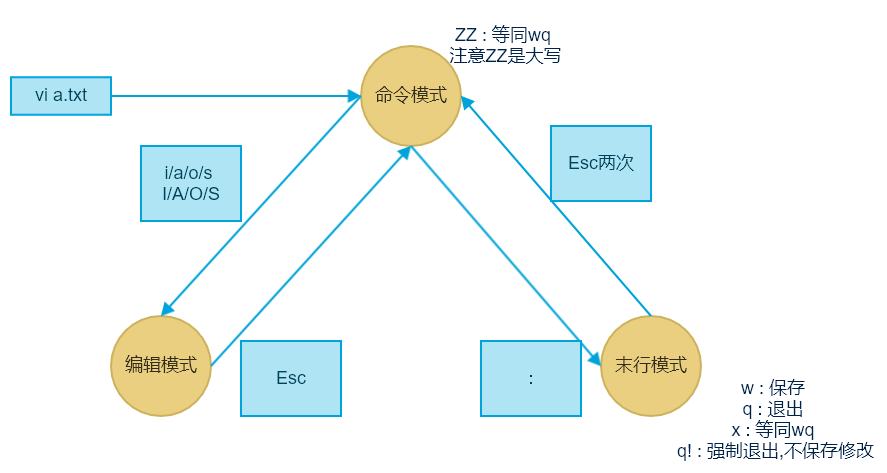 ZZ : 等同wq
注意ZZ是大写
vi a.txt
命令模式
i/a/o/s
I/A/O/S
Esc两次
编辑模式
Esc
:
末行模式
w : 保存
q : 退出
x : 等同wq
q! : 强制退出,不保存修改